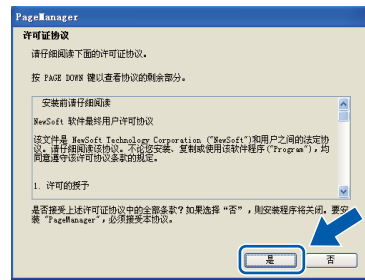 PageManager
许可证协议
请仔细阅读下面的许可证协议。
按 PAGE DOWN 键以查看协议的剩余部分。
安装前请仔细阅读
NewSoft 软件最终用户许可协议
该文件是 NewSoft Technology Corporation ("NewSoft")和用户之间的法定协
议。请仔细阅读该协议。不论您安装、复制或使用该软件程序("Program")，均
同意遵守该许可协议条款的规定。
1. 许可的授予
是否接受上述许可证协议中的全部条款？如果选择“否”，则安装程序将关闭。要安
装“PageManager”，必须接受本协议。
是
否